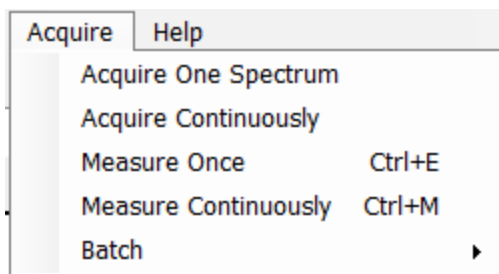 Acquire Help
Acquire One Spectrum
Acquire Continuously
Measure Once Ctrl+E
Measure Continuously Ctrl+M
Batch